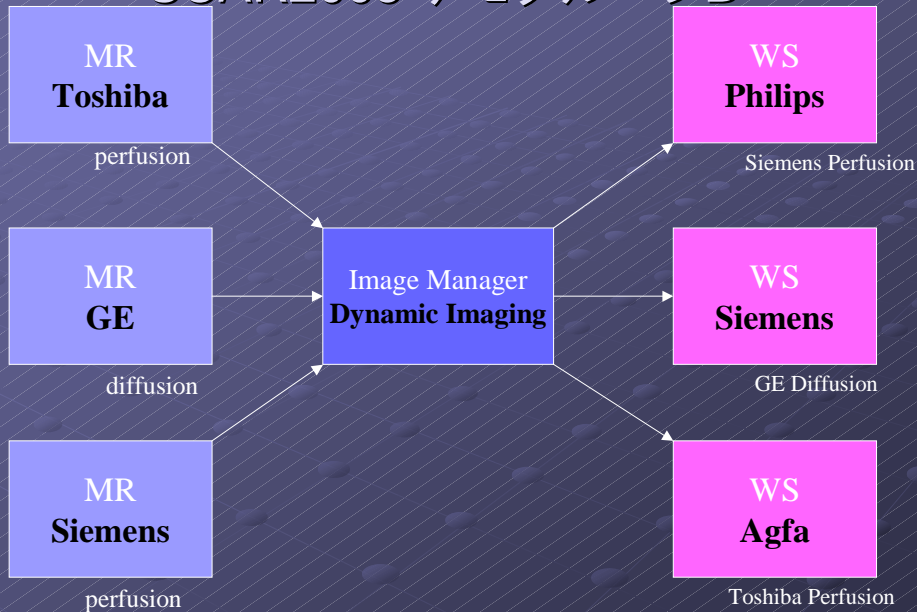 MR
Toshiba
perfusion
MR
GE
diffusion
MR
Siemens
perfusion
Image Manager
Dynamic Imaging
WS
Philips
Siemens Perfusion
WS
Siemens
GE Diffusion
WS
Agfa
Toshiba Perfusion